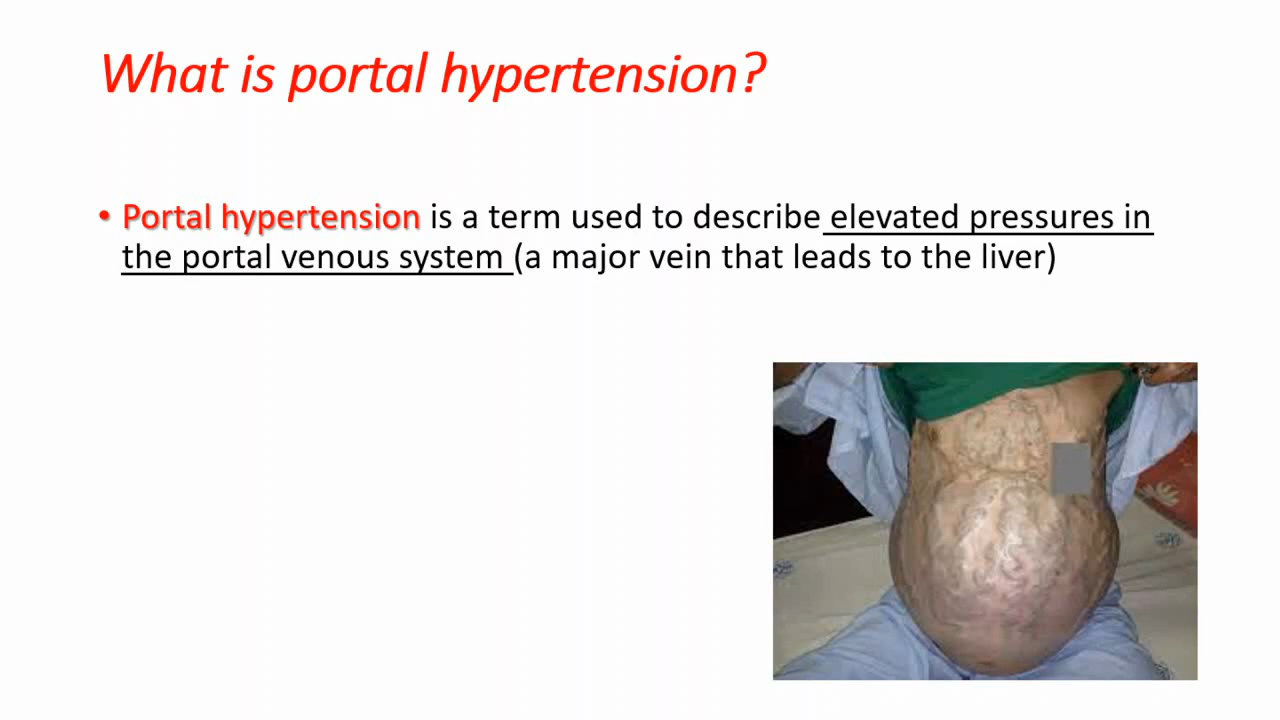 What is portal hypertension?
• Portal hypertension is a term used to describe elevated pressures in
the portal venous system (a major vein that leads to the liver)